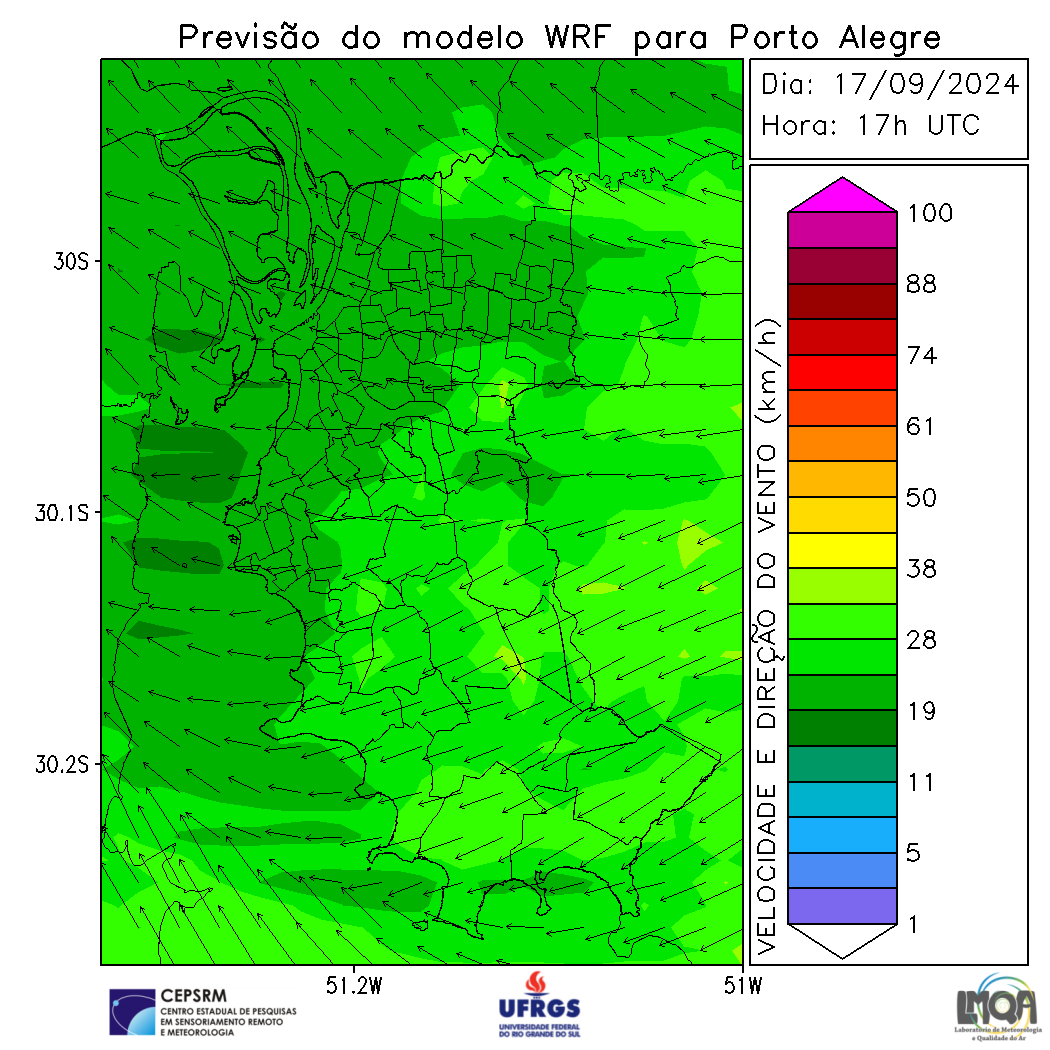 Previsão do modelo WRF para Porto Alegre
Dia: 17/09/2024
Hora: 17h UTC
30S
30.1S
30.2S
51.2W
51W
VELOCIDADE E DIREÇÃO DO VENTO (km/h)
100
88
74
61
50
38
28
19
11
5
1
CEPSRM
CENTRO ESTADUAL DE PESQUISAS
EM SENSORIAMENTO REMOTO
E METEOROLOGIA
UFRGS
UNIVERSIDADE FEDERAL
DO RIO GRANDE DO SUL
LMQA
Laboratório de Meteorologia
e Qualidade do Ar